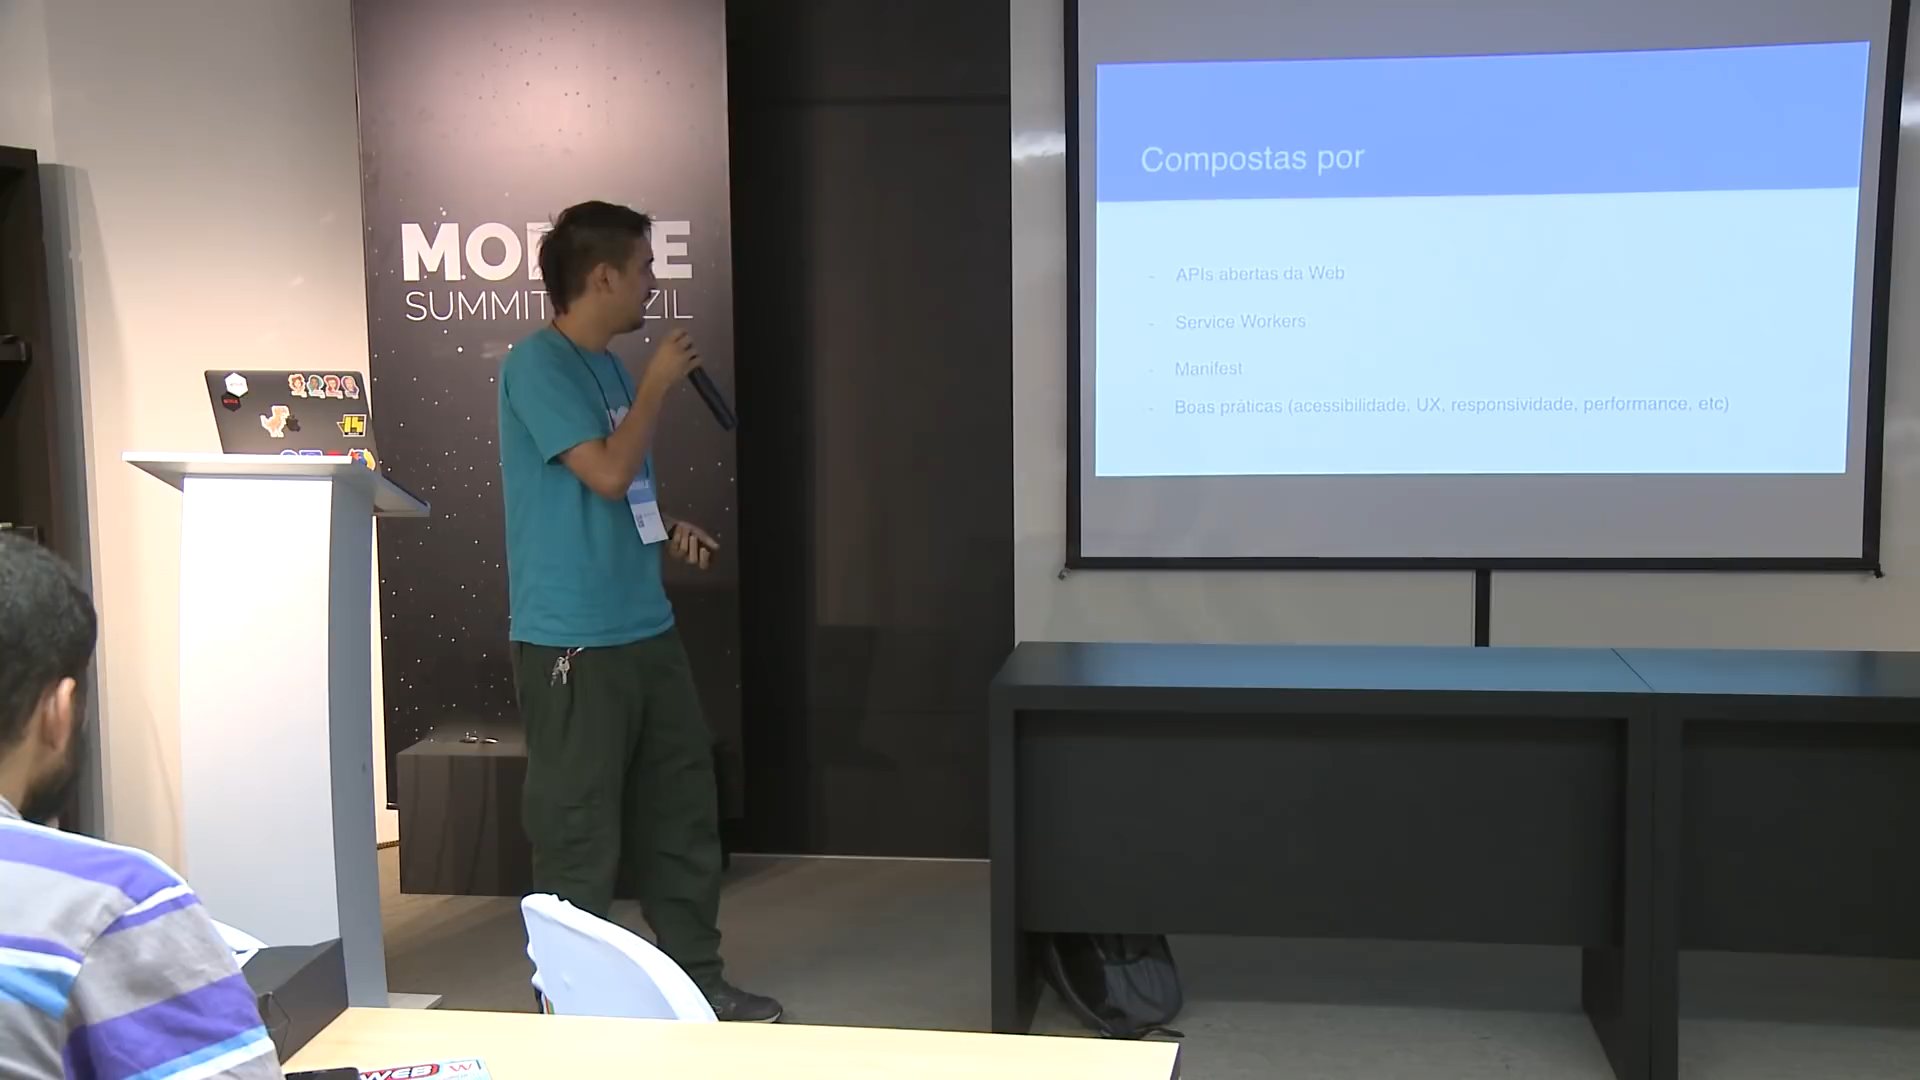 MO E
SUMMIT ZIL
Compostas por
- APIs abertas da Web
- Service Workers
- Manifest
- Boas práticas (acessibilidade, UX, responsividade, performance, etc)
WEB W